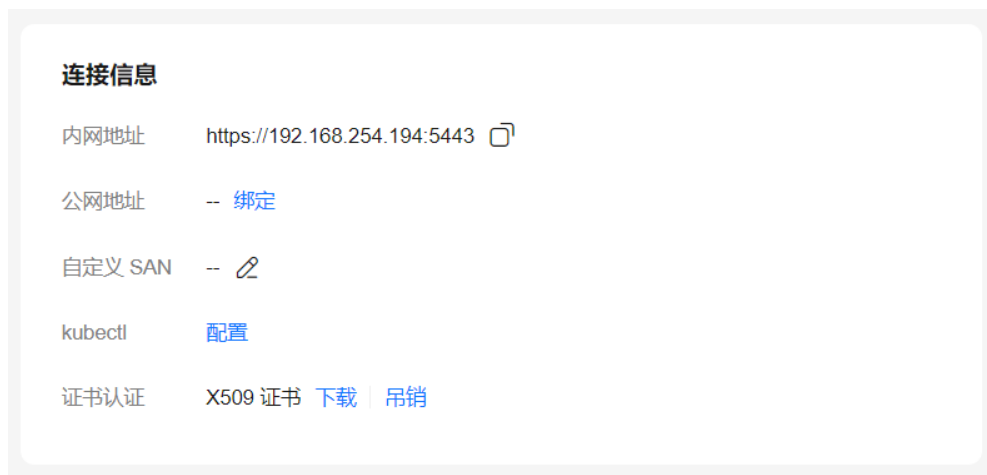 连接信息
内网地址 https://192.168.254.194:5443
公网地址 -- 绑定
自定义 SAN --
kubectl 配置
证书认证 X509 证书 下载 吊销